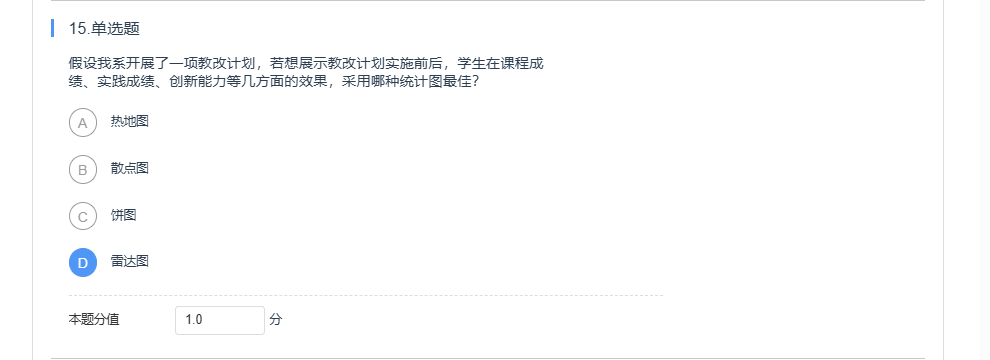 15.单选题
假设我系开展了一项教改计划，若想展示教改计划实施前后，学生在课程成
绩、实践成绩、创新能力等几方面的效果，采用哪种统计图最佳？
A 热地图
B 散点图
C 饼图
D 雷达图
本题分值 1.0 分